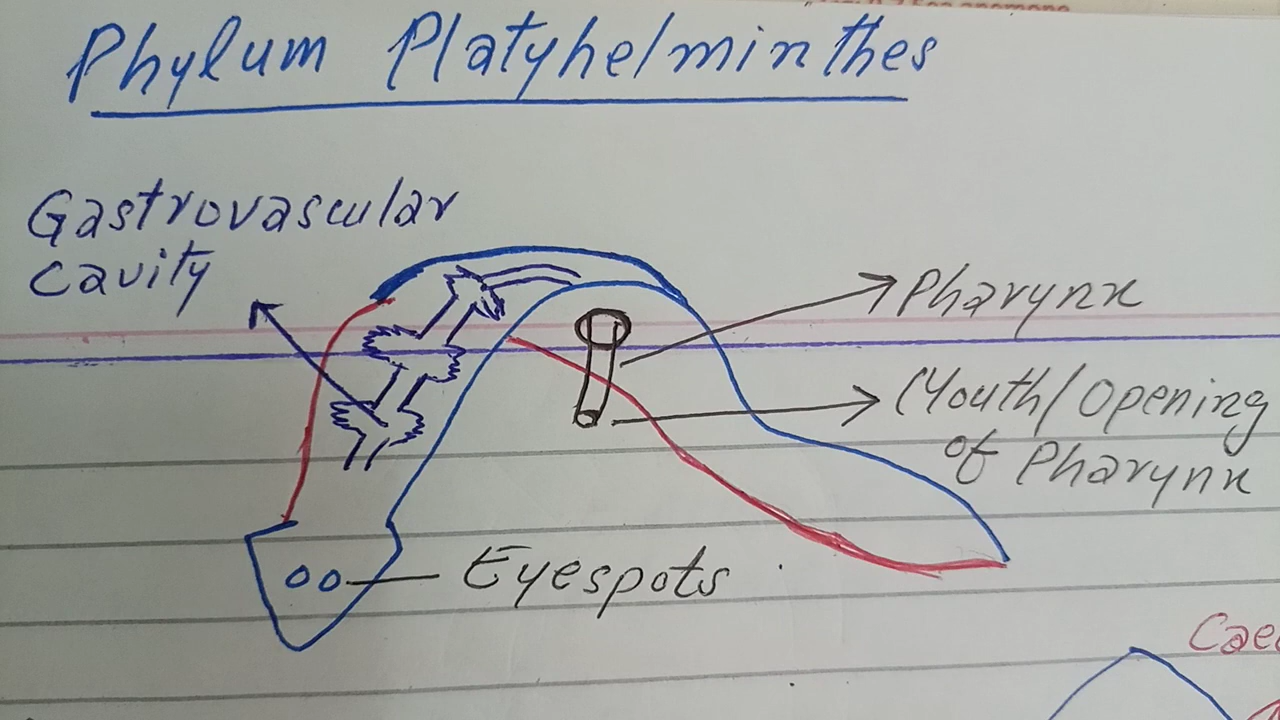 Phylum Platyhelminthes
Gastrovascular
cavity
Pharynx
Mouth/Opening
of Pharynx
Eyespots